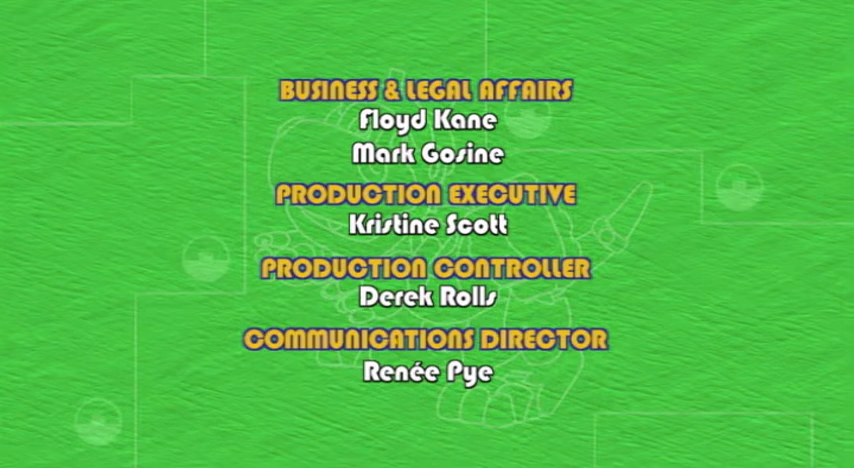 BUSINESS & LEGAL AFFAIRS
Floyd Kane
Mark Gosine
PRODUCTION EXECUTIVE
Kristine Scott
PRODUCTION CONTROLLER
Derek Rolls
COMMUNICATIONS DIRECTOR
Renée Pye